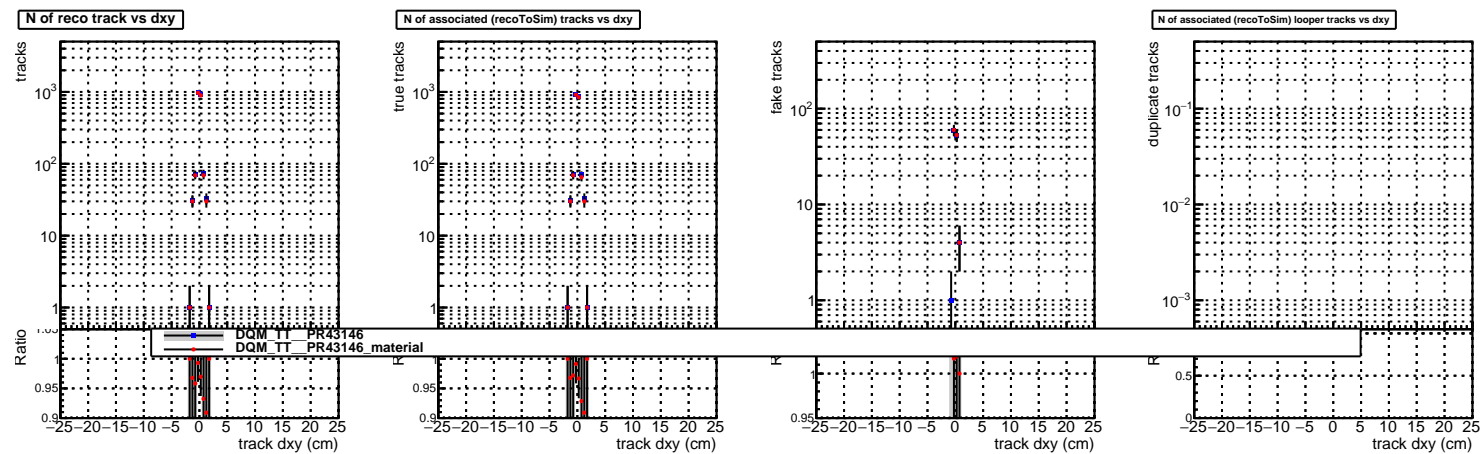 N of reco track vs dxy
N of associated (recoToSim) tracks vs dxy
N of associated (recoToSim) looper tracks vs dxy
tracks
10³
10²
10
1
true tracks
10³
10²
10
1
fake tracks
10²
10
1
duplicate tracks
10⁻¹
10⁻²
10⁻³
DQM_TT__PR43146
DQM_TT__PR43146_material
Ratio
1
0.95
0.9
1
0.95
0.9
1
0.95
0.5
0
−25 −20 −15 −10 −5 0 5 10 15 20 25
track dxy (cm)
−25 −20 −15 −10 −5 0 5 10 15 20 25
track dxy (cm)
−25 −20 −15 −10 −5 0 5 10 15 20 25
track dxy (cm)
−25 −20 −15 −10 −5 0 5 10 15 20 25
track dxy (cm)